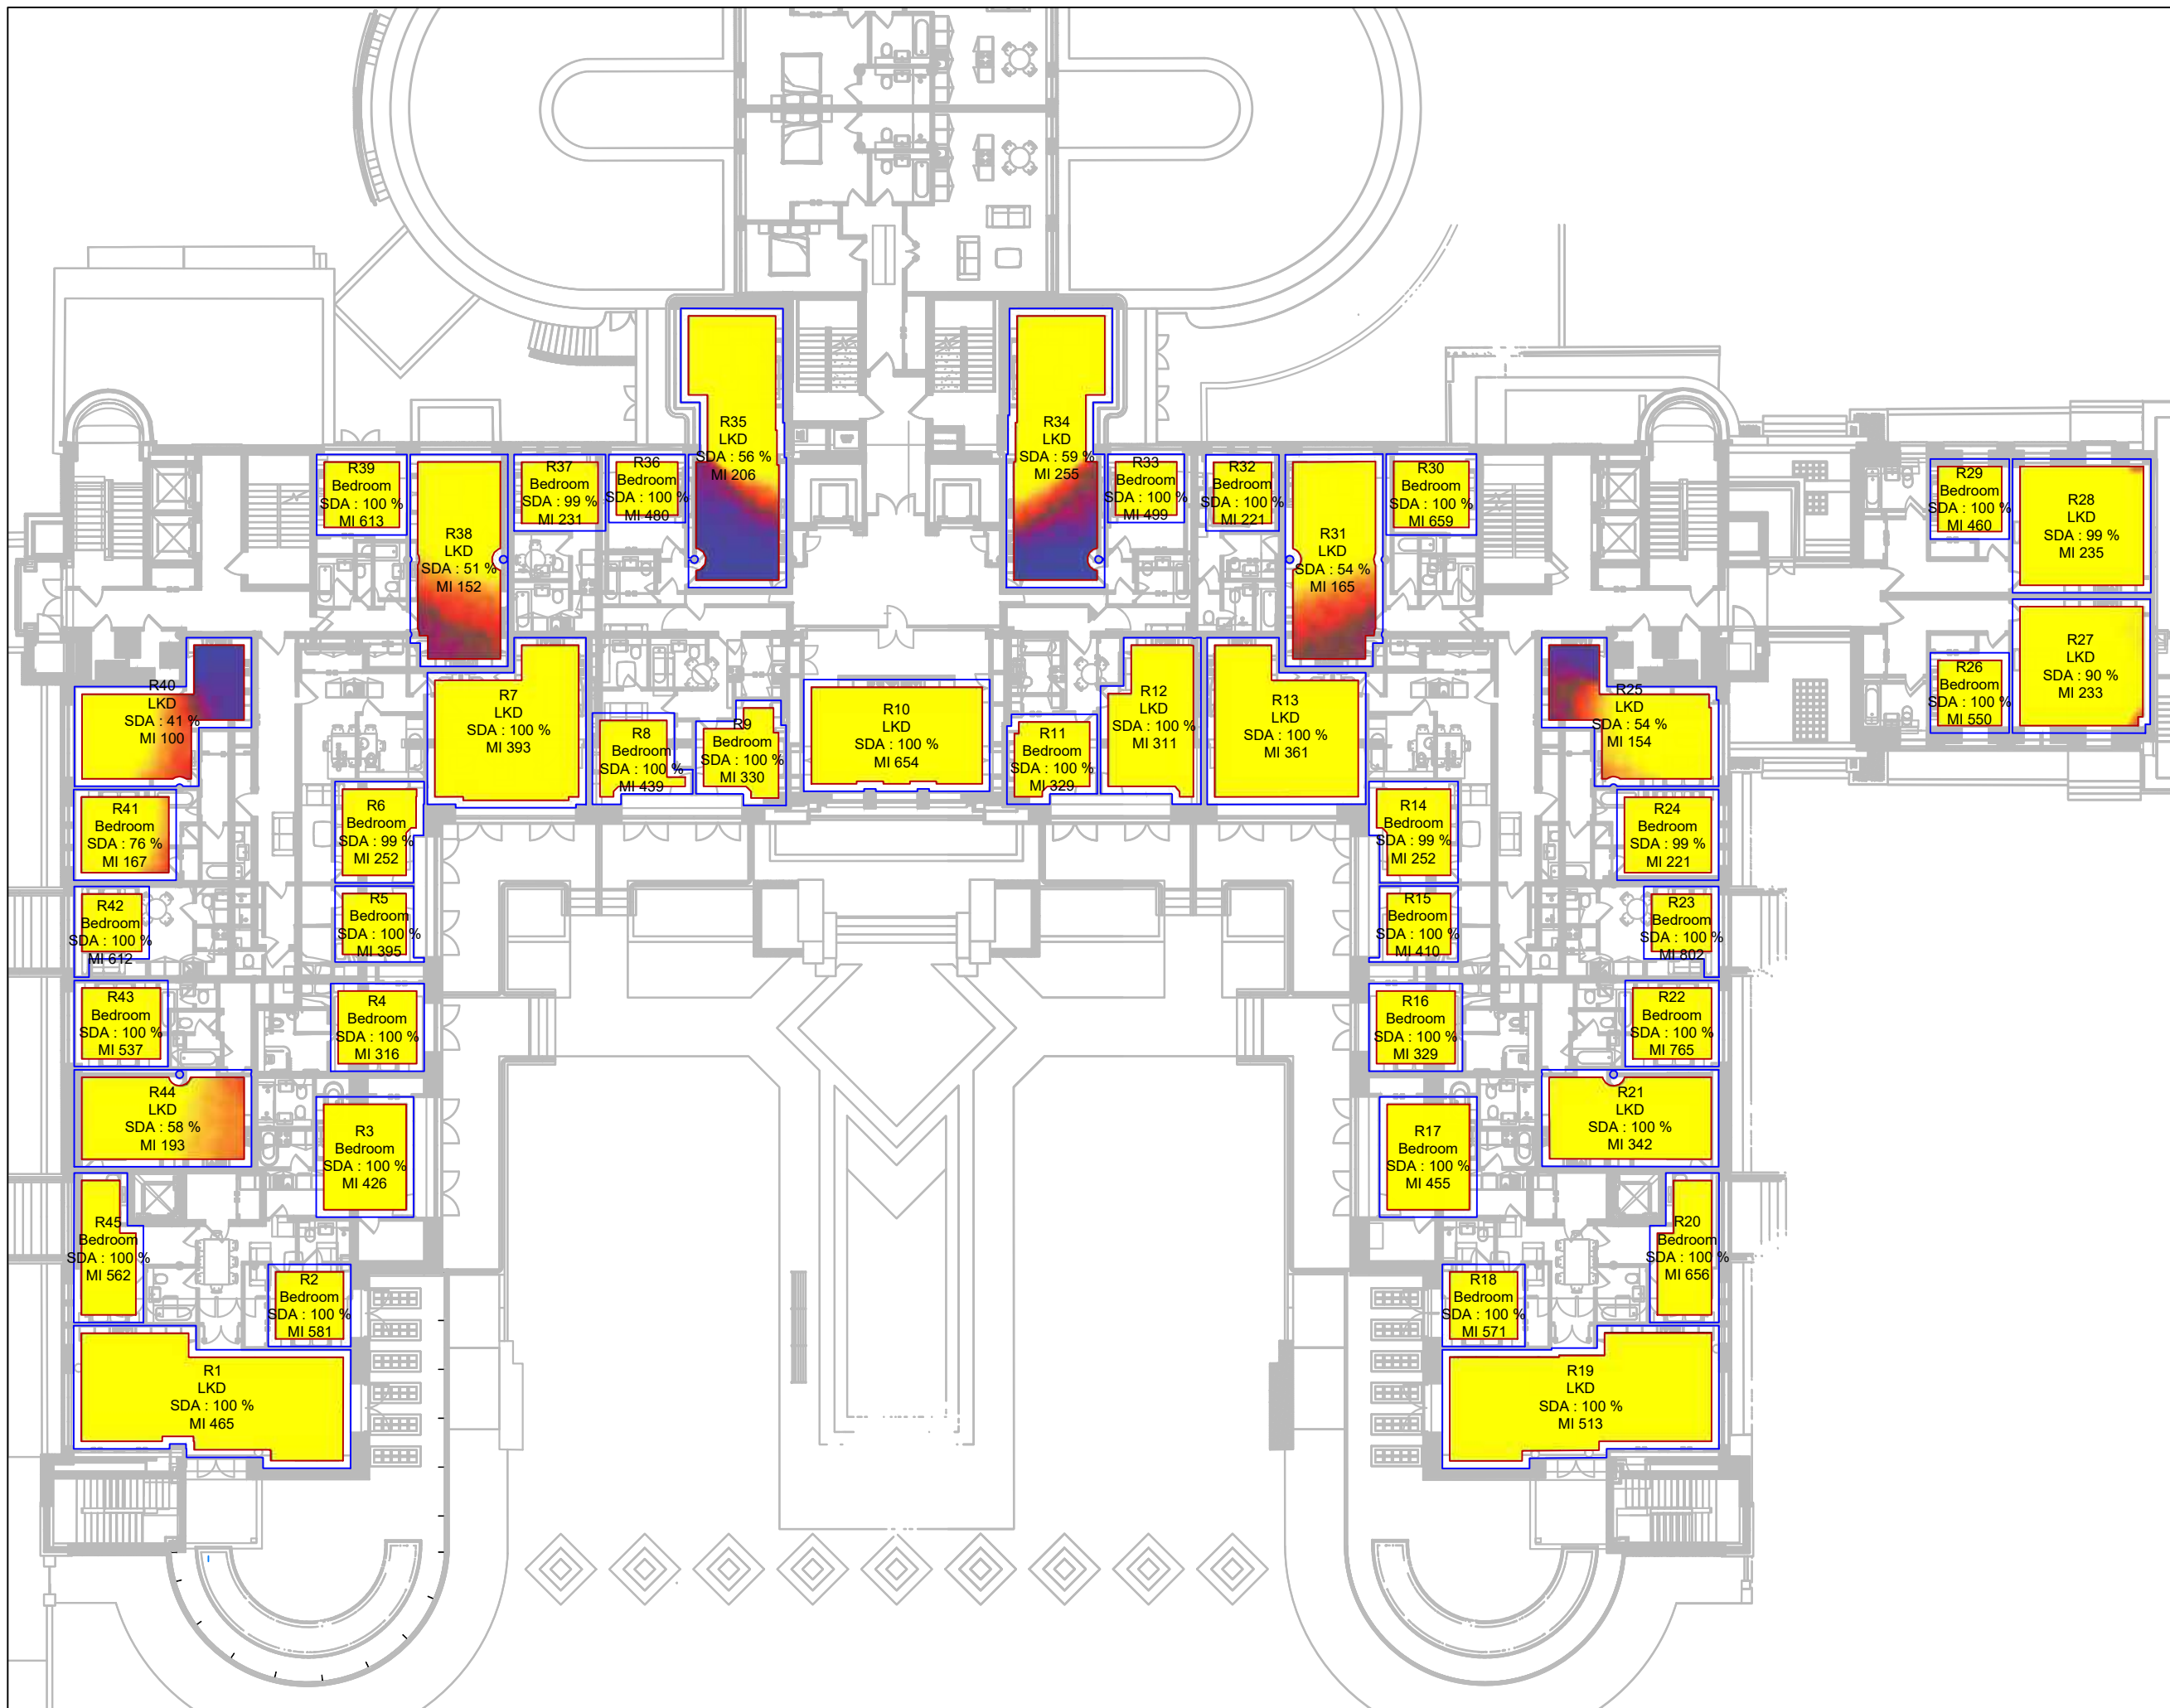 R35
LKD
SDA : 56 %
MI 206
R34
LKD
SDA : 59 %
MI 255
R39
Bedroom
SDA : 100 %
MI 613
R38
LKD
SDA : 51 %
MI 152
R37
Bedroom
SDA : 99 %
MI 231
R36
Bedroom
SDA : 100 %
MI 480
R33
Bedroom
SDA : 100 %
MI 499
R32
Bedroom
SDA : 100 %
MI 221
R31
LKD
SDA : 54 %
MI 165
R30
Bedroom
SDA : 100 %
MI 659
R29
Bedroom
SDA : 100 %
MI 460
R28
LKD
SDA : 99 %
MI 235
R27
LKD
SDA : 90 %
MI 233
R26
Bedroom
SDA : 100 %
MI 550
R40
LKD
SDA : 41 %
MI 100
R7
LKD
SDA : 100 %
MI 393
R8
Bedroom
SDA : 100 %
MI 439
R9
Bedroom
SDA : 100 %
MI 330
R10
LKD
SDA : 100 %
MI 654
R11
Bedroom
SDA : 100 %
MI 329
R12
LKD
SDA : 100 %
MI 311
R13
LKD
SDA : 100 %
MI 361
R25
LKD
SDA : 54 %
MI 154
R41
Bedroom
SDA : 76 %
MI 167
R6
Bedroom
SDA : 99 %
MI 252
R14
Bedroom
SDA : 99 %
MI 252
R24
Bedroom
SDA : 99 %
MI 221
R42
Bedroom
SDA : 100 %
MI 612
R5
Bedroom
SDA : 100 %
MI 395
R15
Bedroom
SDA : 100 %
MI 410
R23
Bedroom
SDA : 100 %
MI 802
R43
Bedroom
SDA : 100 %
MI 537
R4
Bedroom
SDA : 100 %
MI 316
R16
Bedroom
SDA : 100 %
MI 329
R22
Bedroom
SDA : 100 %
MI 765
R44
LKD
SDA : 58 %
MI 193
R3
Bedroom
SDA : 100 %
MI 426
R17
Bedroom
SDA : 100 %
MI 455
R21
LKD
SDA : 100 %
MI 342
R45
Bedroom
SDA : 100 %
MI 562
R2
Bedroom
SDA : 100 %
MI 581
R18
Bedroom
SDA : 100 %
MI 571
R20
Bedroom
SDA : 100 %
MI 656
R1
LKD
SDA : 100 %
MI 465
R19
LKD
SDA : 100 %
MI 513